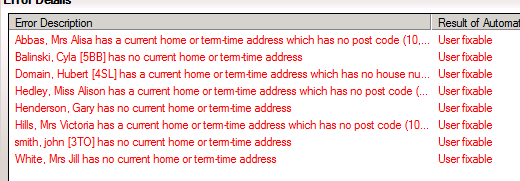 Error Details
Error Description Result of Automat
Abbas, Mrs Alisa has a current home or term-time address which has no post code (10,... User fixable
Balinski, Cyla [5BB] has no current home or term-time address User fixable
Domain, Hubert [4SL] has a current home or term-time address which has no house nu... User fixable
Hedley, Miss Alison has a current home or term-time address which has no post code (... User fixable
Henderson, Gary has no current home or term-time address User fixable
Hills, Mrs Victoria has a current home or term-time address which has no post code (10... User fixable
smith, john [3TO] has no current home or term-time address User fixable
White, Mrs Jill has no current home or term-time address User fixable